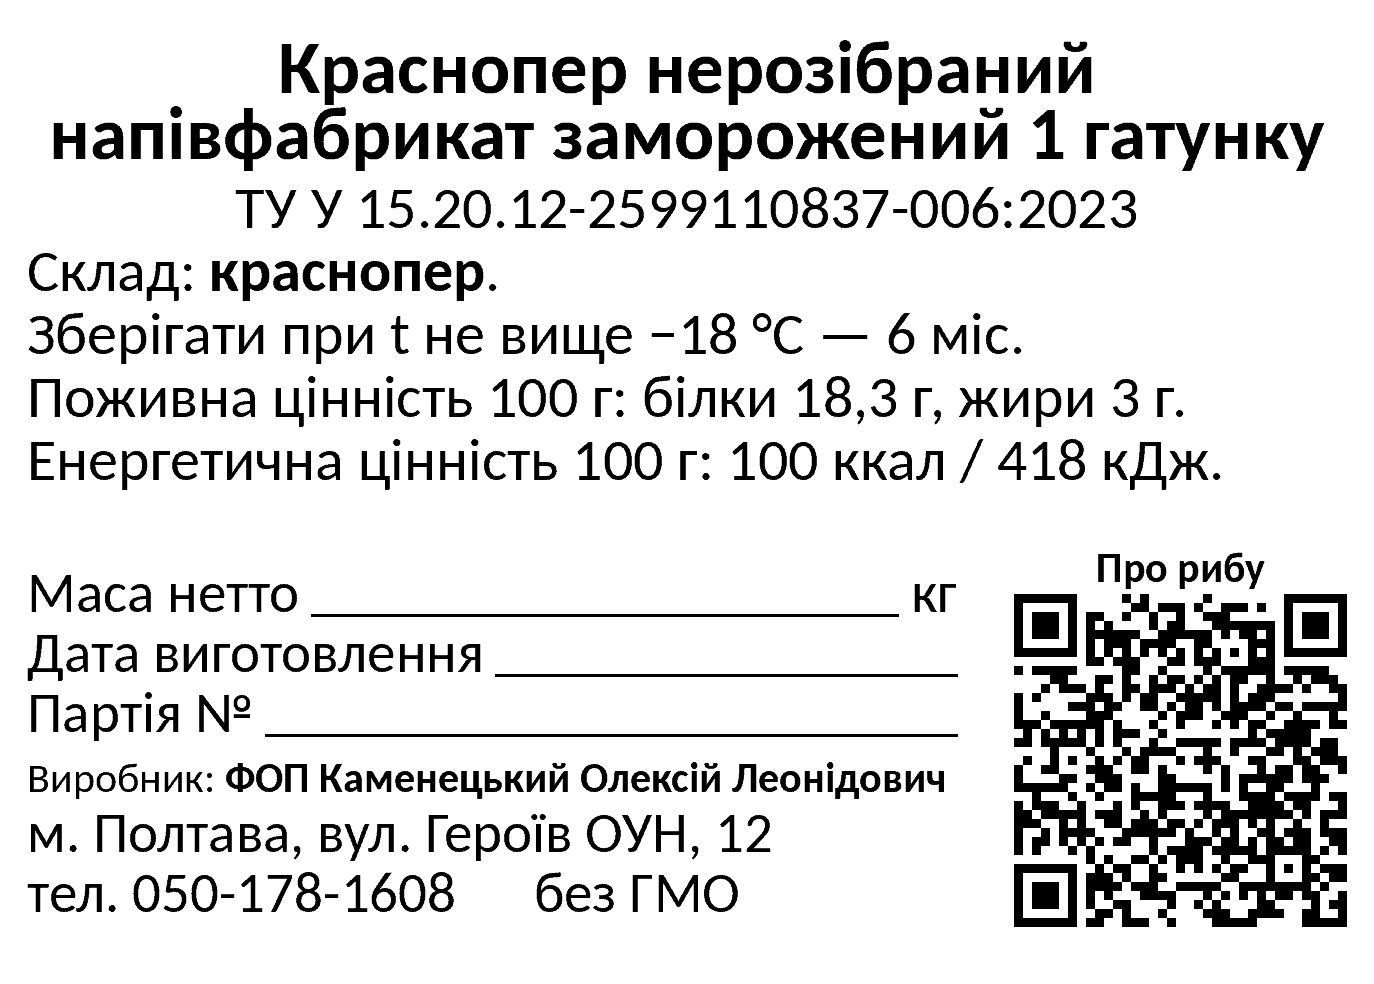 Краснопер нерозібраний
напівфабрикат заморожений 1 гатунку
ТУ У 15.20.12-2599110837-006:2023
Склад: краснопер.
Зберігати при t не вище −18 °С — 6 міс.
Поживна цінність 100 г: білки 18,3 г, жири 3 г.
Енергетична цінність 100 г: 100 ккал / 418 кДж.
Про рибу
Маса нетто ____________________ кг
Дата виготовлення ________________
Партія № ________________________
Виробник: ФОП Каменецький Олексій Леонідович
м. Полтава, вул. Героїв ОУН, 12
тел. 050-178-1608 без ГМО